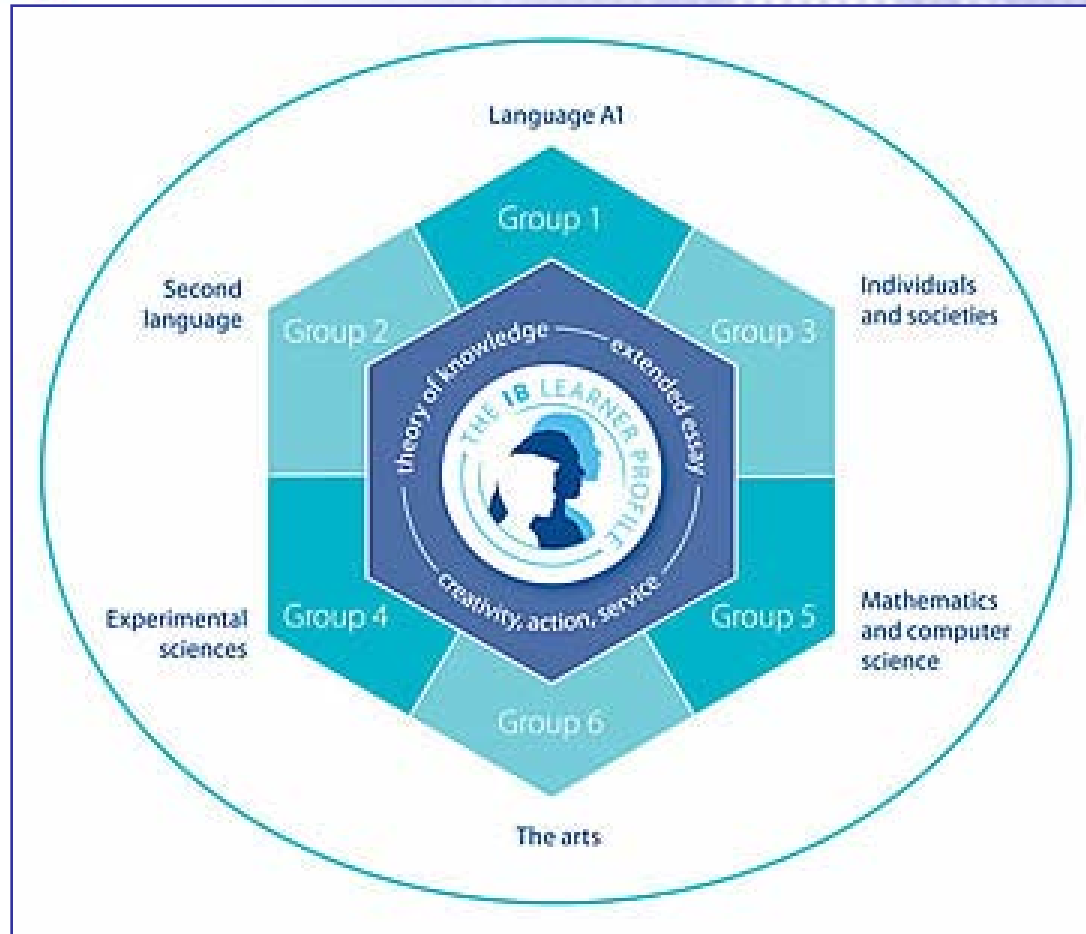 Language A1
Group 1
Second
language
Group 2
Individuals
and societies
Group 3
theory of knowledge
extended essay
THE IB LEARNER PROFILE
creativity, action, service
Experimental
sciences
Group 4
Mathematics
and computer
science
Group 5
Group 6
The arts